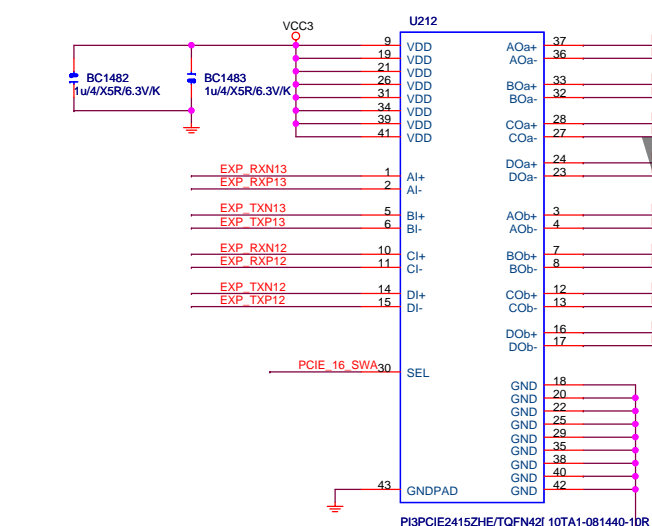 U212
VCC3
9 VDD AOa+ 37
19 VDD AOa- 36
21 VDD
26 VDD BOa+ 33
31 VDD BOa- 32
34 VDD
39 VDD COa+ 28
41 VDD COa- 27
BC1482
1u/4/X5R/6.3V/K
BC1483
1u/4/X5R/6.3V/K
DOa+ 24
EXP_RXN13 1 AI+ DOa- 23
EXP_RXP13 2 AI-
EXP_TXN13 5 BI+ AOb+ 3
EXP_TXP13 6 BI- AOb- 4
EXP_RXN12 10 CI+ BOb+ 7
EXP_RXP12 11 CI- BOb- 8
EXP_TXN12 14 DI+ COb+ 12
EXP_TXP12 15 DI- COb- 13
DOb+ 16
DOb- 17
PCIE_16_SWA 30 SEL
GND 18
GND 20
GND 22
GND 25
GND 29
GND 35
GND 38
GND 40
43 GNDPAD GND 42
PI3PCIE2415ZHE/TQFN42[ 10TA1-081440-10R